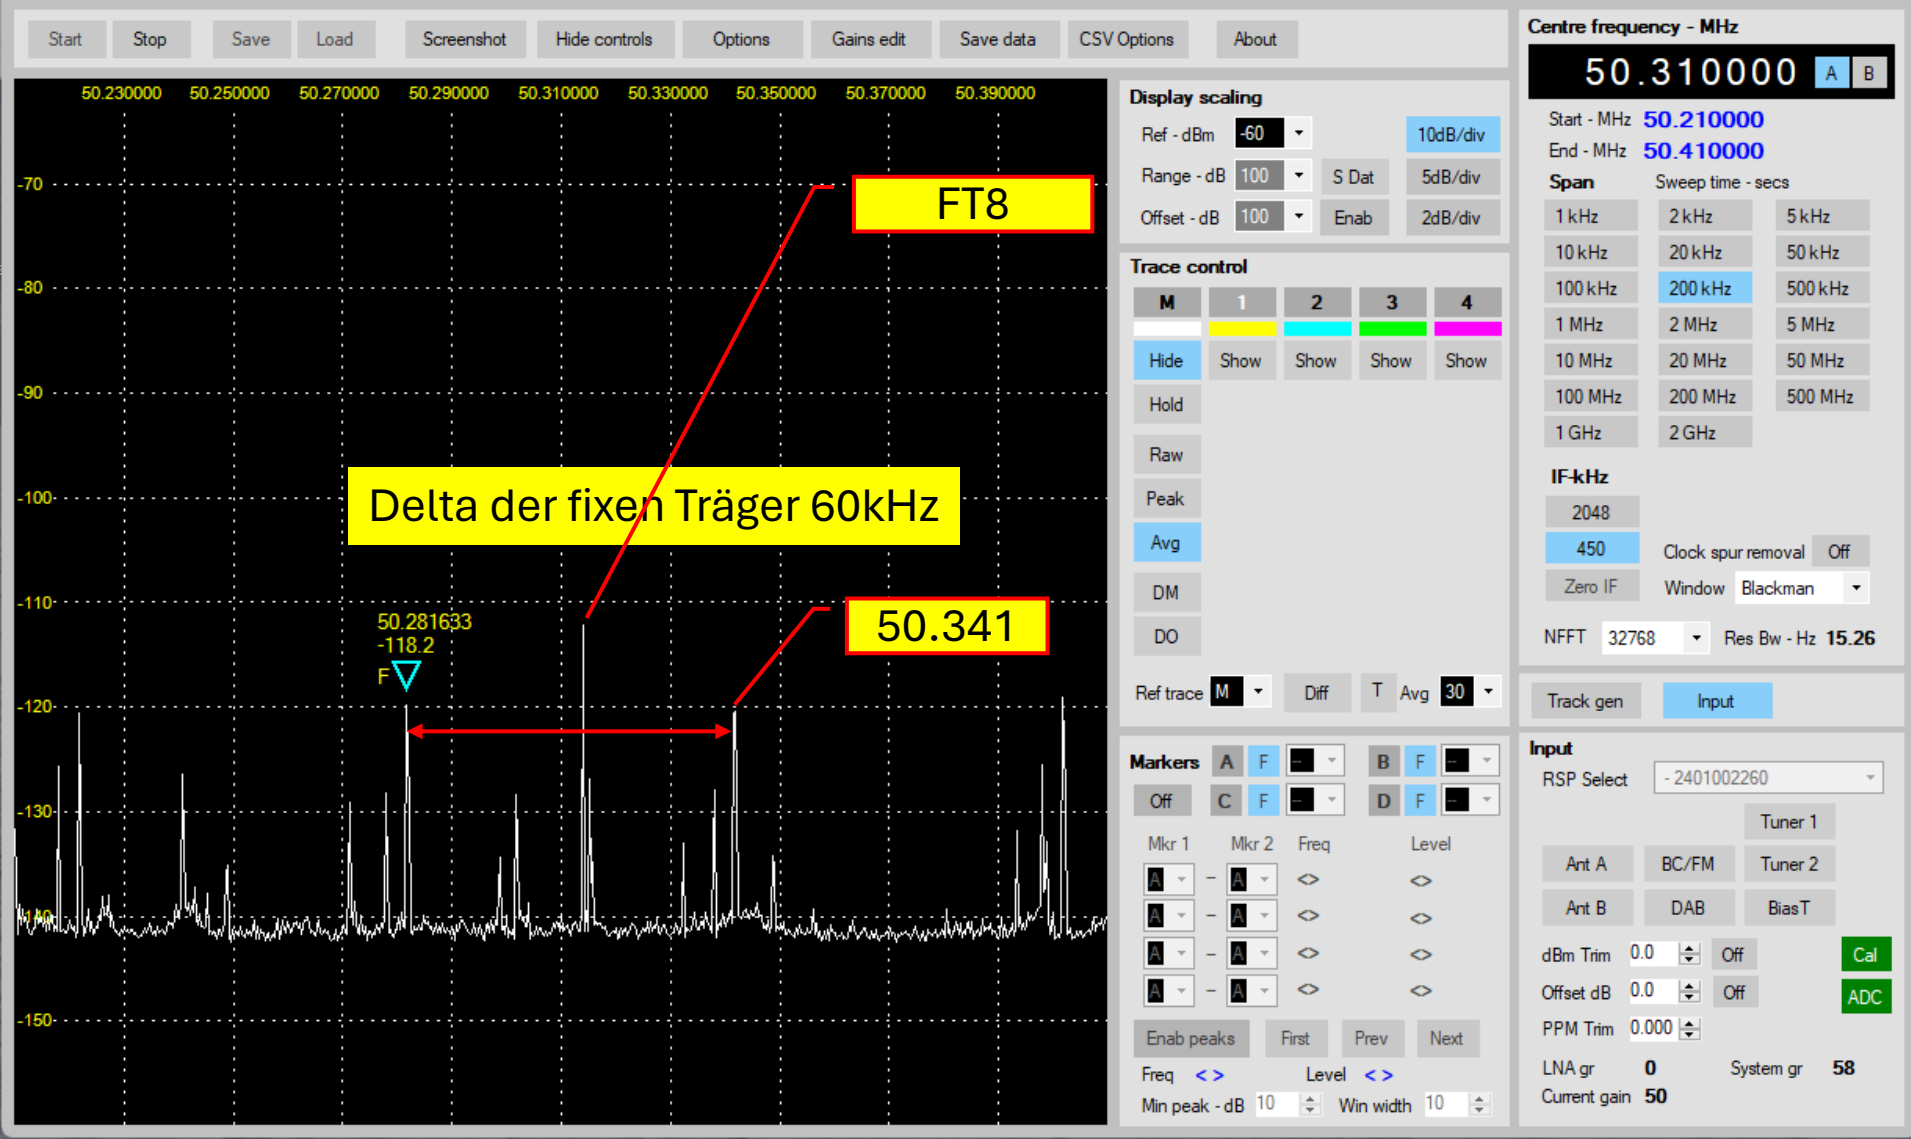 Start Stop Save Load Screenshot Hide controls Options Gains edit Save data CSV Options About
50.230000 50.250000 50.270000 50.290000 50.310000 50.330000 50.350000 50.370000 50.390000
-70
-80
-90
-100
-110
-120
-130
-140
-150
FT8
Delta der fixen Träger 60kHz
50.341
50.281633
-118.2
F
Display scaling
Ref - dBm -60 10dB/div
Range - dB 100 S Dat 5dB/div
Offset - dB 100 Enab 2dB/div
Trace control
M 1 2 3 4
Hide Show Show Show Show
Hold
Raw
Peak
Avg
DM
DO
Ref trace M Diff T Avg 30
Markers A F -- B F --
Off C F -- D F --
Mkr 1 Mkr 2 Freq Level
A - A <> <>
A - A <> <>
A - A <> <>
A - A <> <>
Enab peaks First Prev Next
Freq < > Level < >
Min peak - dB 10 Win width 10
Centre frequency - MHz
50.310000 A B
Start - MHz 50.210000
End - MHz 50.410000
Span Sweep time - secs
1 kHz 2 kHz 5 kHz
10 kHz 20 kHz 50 kHz
100 kHz 200 kHz 500 kHz
1 MHz 2 MHz 5 MHz
10 MHz 20 MHz 50 MHz
100 MHz 200 MHz 500 MHz
1 GHz 2 GHz
IF-kHz
2048
450 Clock spur removal Off
Zero IF Window Blackman
NFFT 32768 Res Bw - Hz 15.26
Track gen Input
Input
RSP Select - 2401002260
Tuner 1
Ant A BC/FM Tuner 2
Ant B DAB BiasT
dBm Trim 0.0 Off Cal
Offset dB 0.0 Off ADC
PPM Trim 0.000
LNA gr 0 System gr 58
Current gain 50